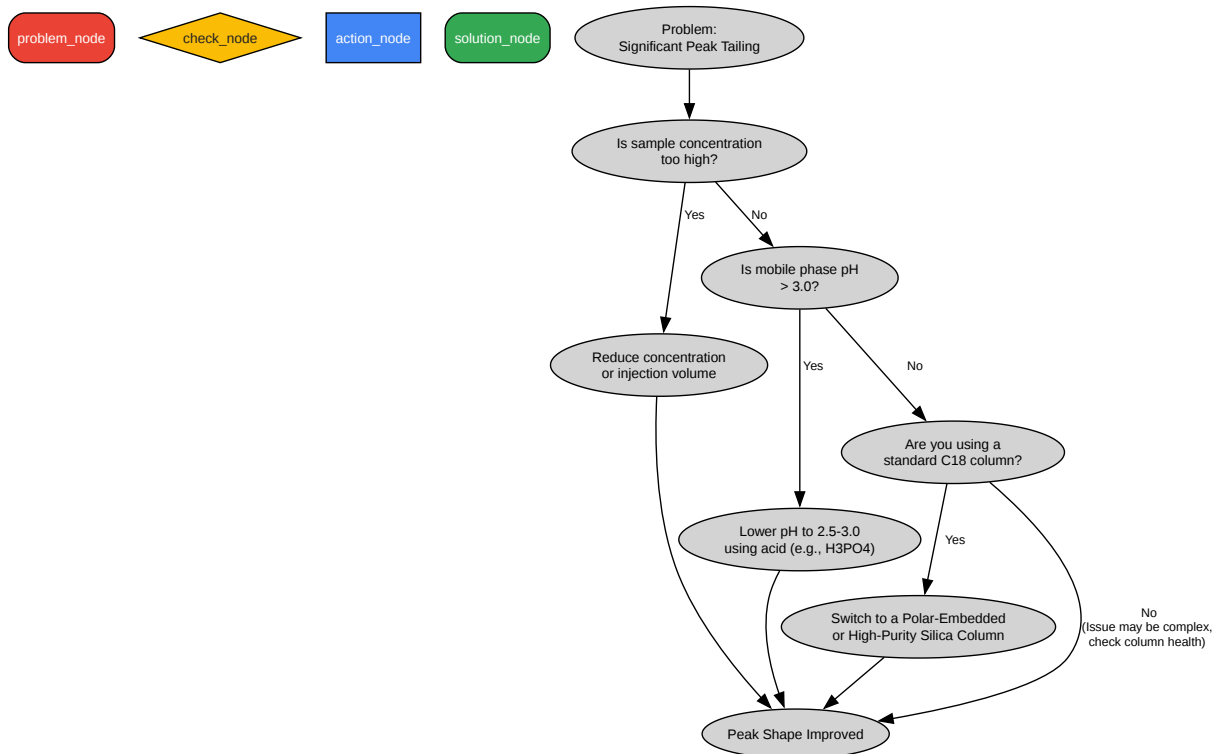 problem_node
check_node
action_node
solution_node
Problem:
Significant Peak Tailing
Is sample concentration
too high?
Yes
No
Is mobile phase pH
> 3.0?
Reduce concentration
or injection volume
Yes
No
Are you using a
standard C18 column?
Lower pH to 2.5-3.0
using acid (e.g., H3PO4)
Yes
Switch to a Polar-Embedded
or High-Purity Silica Column
No
(Issue may be complex,
check column health)
Peak Shape Improved